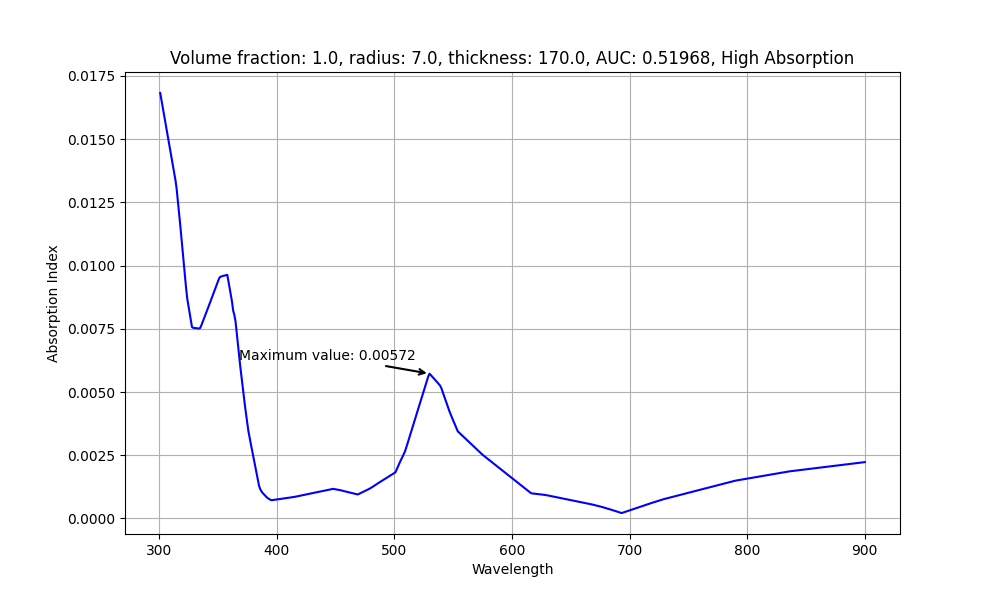 Volume fraction: 1.0, radius: 7.0, thickness: 170.0, AUC: 0.51968, High Absorption
0.0175
0.0150
0.0125
0.0100
0.0075
0.0050
0.0025
0.0000
Absorption Index
Maximum value: 0.00572
300 400 500 600 700 800 900
Wavelength